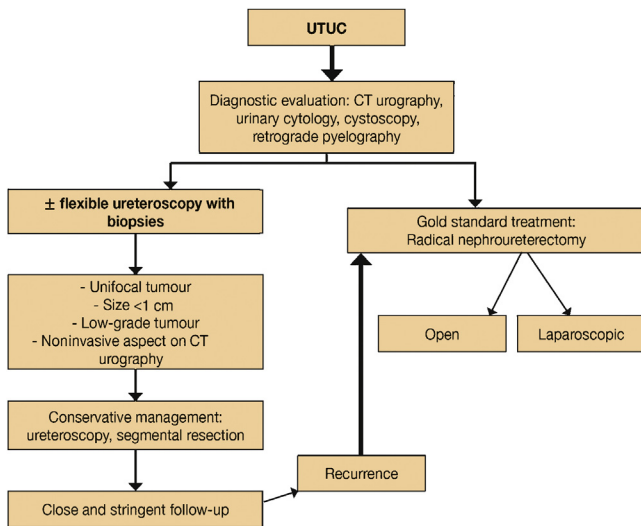 UTUC
Diagnostic evaluation: CT urography,
urinary cytology, cystoscopy,
retrograde pyelography
± flexible ureteroscopy with
biopsies
Gold standard treatment:
Radical nephroureterectomy
- Unifocal tumour
- Size <1 cm
- Low-grade tumour
- Noninvasive aspect on CT
urography
Open
Laparoscopic
Conservative management:
ureteroscopy, segmental resection
Recurrence
Close and stringent follow-up